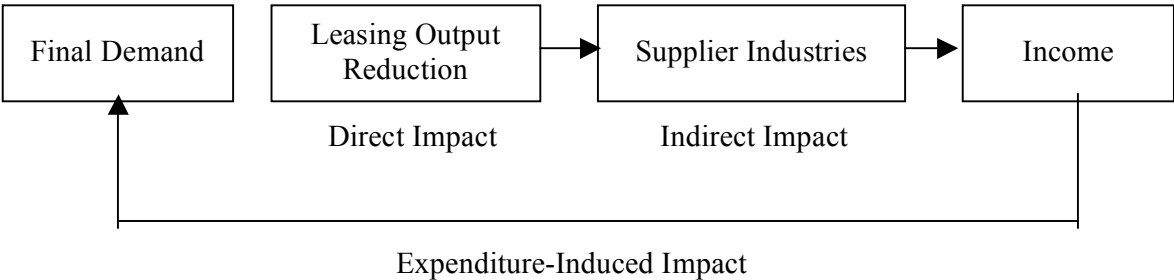 Final Demand
Leasing Output
Reduction
Supplier Industries
Income
Direct Impact
Indirect Impact
Expenditure-Induced Impact